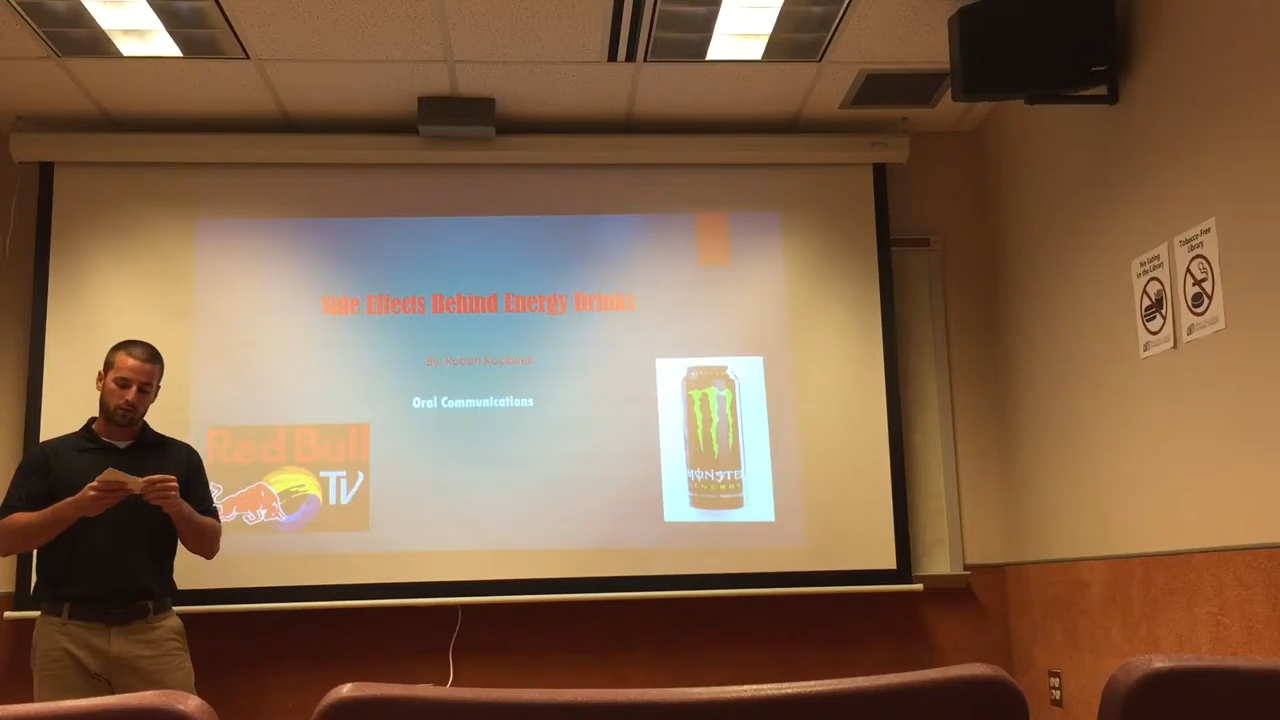 Side Effects Behind Energy Drinks
By: Robert Rockwell
Oral Communications
Red Bull
TV
MONSTE
ENERGY
No Eating
in the Library
Tobacco-Free
Library